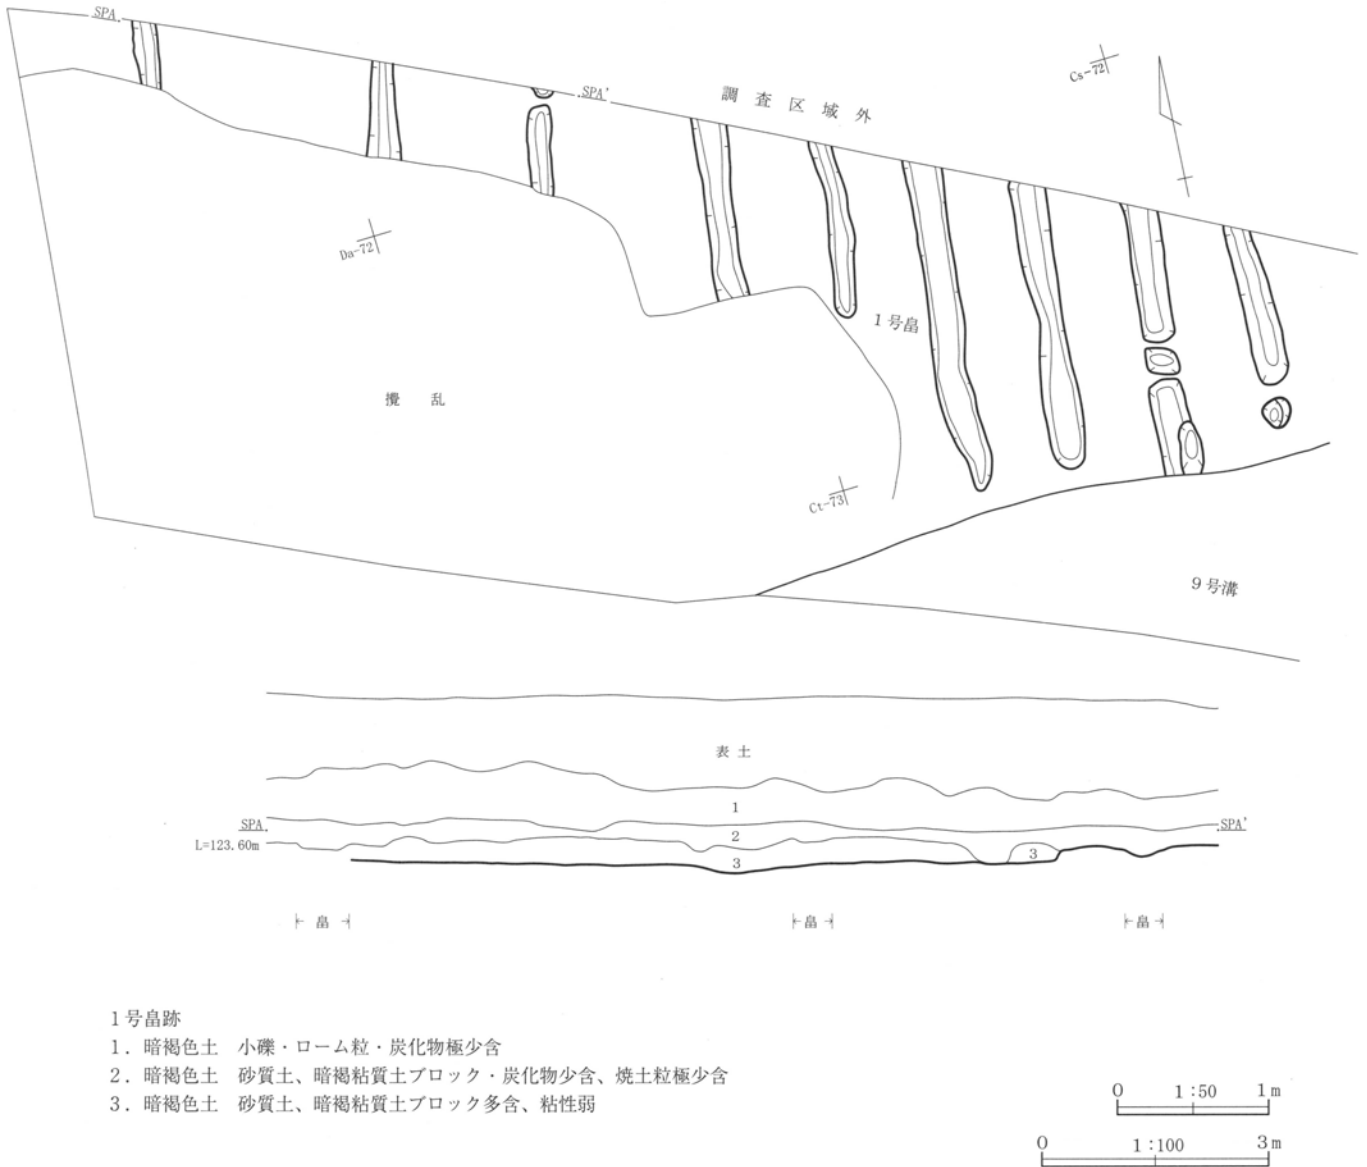 SPA
SPA'
調査区域外
Cs-72
Da-72
1号畠
攪乱
Ct-73
9号溝
表土
1
SPA
2
SPA'
L=123.60m
3
3
畠
畠
畠
1号畠跡
1. 暗褐色土 小礫・ローム粒・炭化物極少含
2. 暗褐色土 砂質土、暗褐粘質土ブロック・炭化物少含、焼土粒極少含
3. 暗褐色土 砂質土、暗褐粘質土ブロック多含、粘性弱
0 1:50 1m
0 1:100 3m